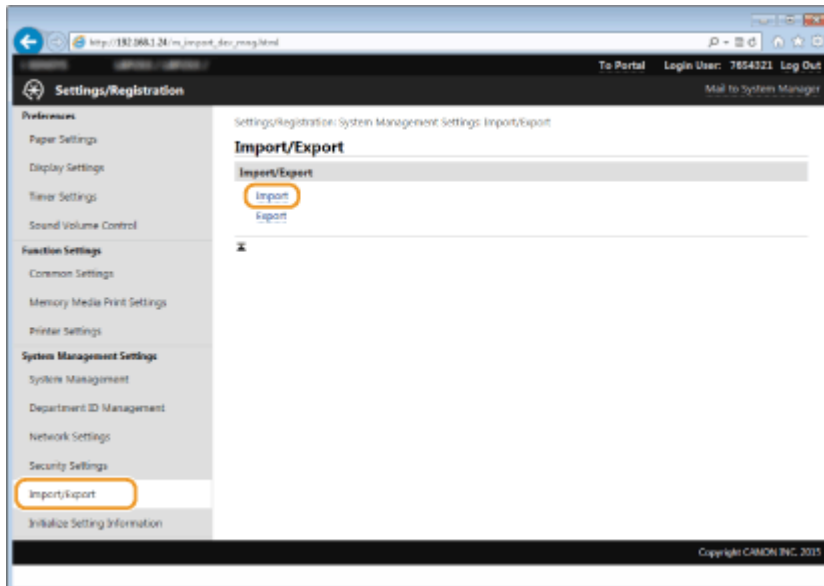 http://192.168.1.24/m_import_dev_mng.html
To Portal Login User: 7654321 Log Out
Settings/Registration
Mail to System Manager
Preferences
Paper Settings
Display Settings
Timer Settings
Sound Volume Control
Function Settings
Common Settings
Memory Media Print Settings
Printer Settings
System Management Settings
System Management
Department ID Management
Network Settings
Security Settings
Import/Export
Initialize Setting Information
Settings/Registration: System Management Settings: Import/Export
Import/Export
Import/Export
Import
Export
Copyright CANON INC. 2015